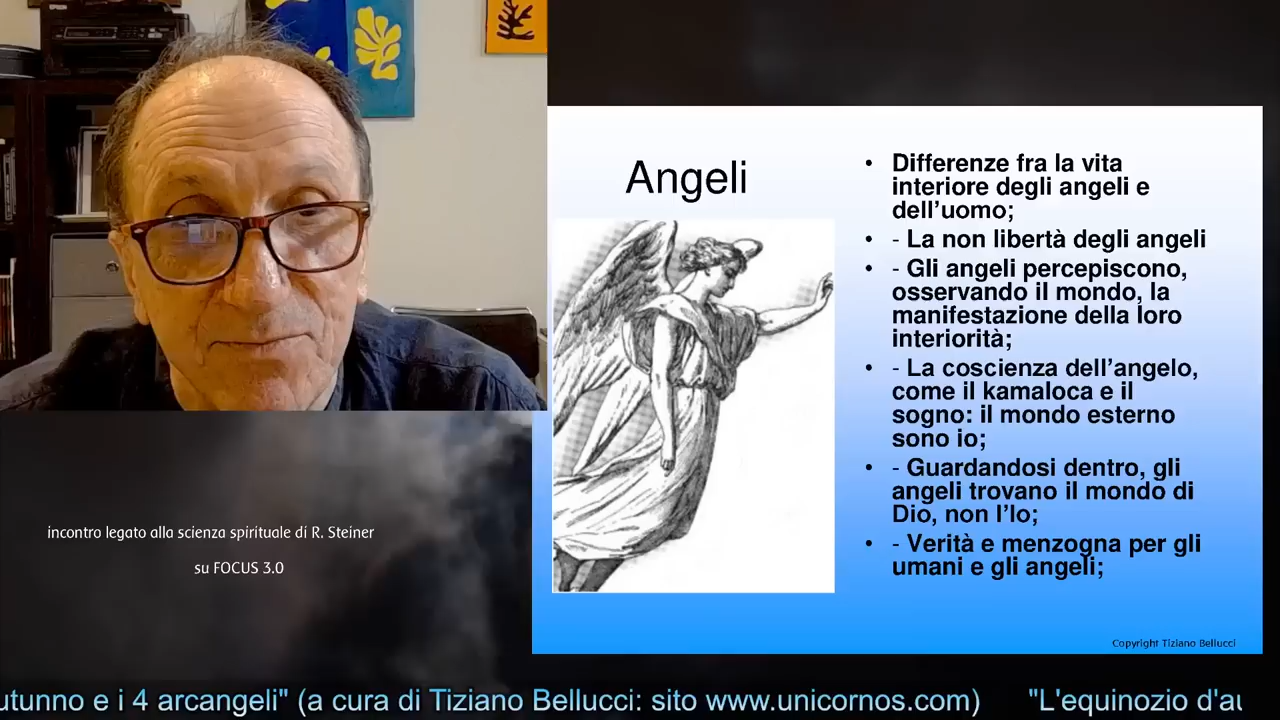 Angeli
• Differenze fra la vita
interiore degli angeli e
dell'uomo;
• - La non libertà degli angeli
• - Gli angeli percepiscono,
osservando il mondo, la
manifestazione della loro
interiorità;
• - La coscienza dell'angelo,
come il kamaloca e il
sogno: il mondo esterno
sono io;
• - Guardandosi dentro, gli
angeli trovano il mondo di
Dio, non l'Io;
• - Verità e menzogna per gli
umani e gli angeli;
Copyright Tiziano Bellucci
incontro legato alla scienza spirituale di R. Steiner
su FOCUS 3.0
utunno e i 4 arcangeli" (a cura di Tiziano Bellucci: sito www.unicornos.com) "L'equinozio d'au